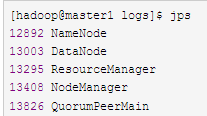 [hadoop@master1 logs]$ jps
12892 NameNode
13003 DataNode
13295 ResourceManager
13408 NodeManager
13826 QuorumPeerMain